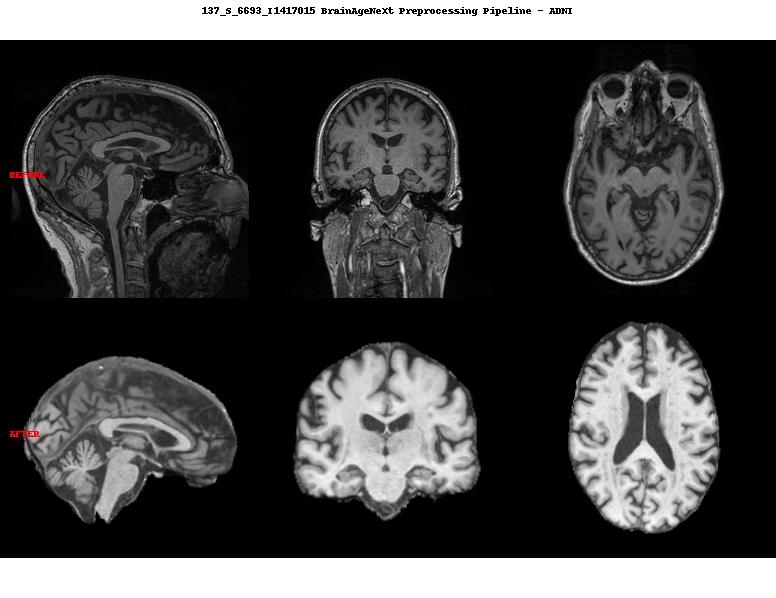 137_S_6693_I1417015 BrainAgeNeXt Preprocessing Pipeline - ADNI
BEFORE
AFTER